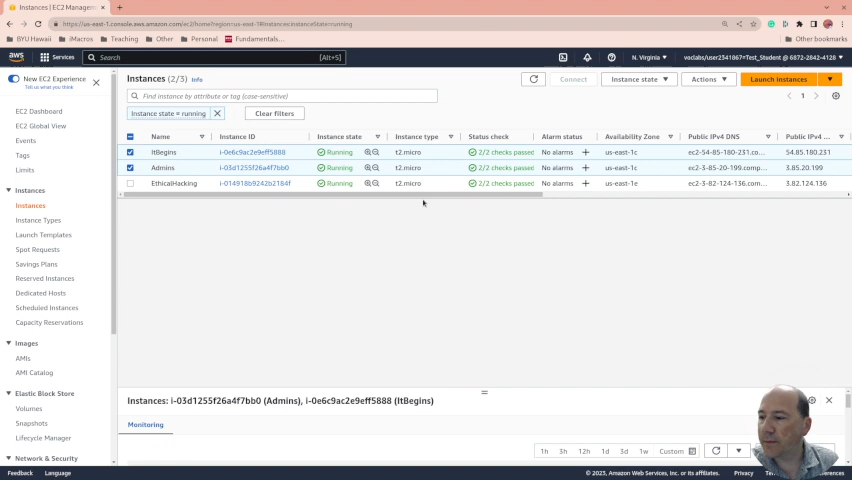 Instances | EC2 Management
https://us-east-1.console.aws.amazon.com/ec2/home?region=us-east-1#Instances:instanceState=running
BYU Hawaii
iMacros
Teaching
Other
Personal
Fundamentals...
Other bookmarks
aws
Services
Search
[Alt+S]
N. Virginia
voclabs/user2341867=Test_Student @ 6872-2842-4128
New EC2 Experience
Tell us what you think
EC2 Dashboard
EC2 Global View
Events
Tags
Limits
Instances
Instances
Instance Types
Launch Templates
Spot Requests
Savings Plans
Reserved Instances
Dedicated Hosts
Scheduled Instances
Capacity Reservations
Images
AMIs
AMI Catalog
Elastic Block Store
Volumes
Snapshots
Lifecycle Manager
Network & Security
Instances (2/3) Info
Connect
Instance state
Actions
Launch instances
Find instance by attribute or tag (case-sensitive)
1
Instance state = running
Clear filters
Name Instance ID Instance state Instance type Status check Alarm status Availability Zone Public IPv4 DNS Public IPv4 ...
ItBegins i-0e6c9ac2e9eff5888 Running t2.micro 2/2 checks passed No alarms + us-east-1c ec2-54-85-180-231.co... 54.85.180.231
Admins i-03d1255f26a4f7bb0 Running t2.micro 2/2 checks passed No alarms + us-east-1c ec2-3-85-20-199.comp... 3.85.20.199
EthicalHacking i-014918b9242b2184f Running t2.micro 2/2 checks passed No alarms + us-east-1e ec2-3-82-124-136.com... 3.82.124.136
Instances: i-03d1255f26a4f7bb0 (Admins), i-0e6c9ac2e9eff5888 (ItBegins)
Monitoring
1h 3h 12h 1d 3d 1w Custom
Feedback Language
© 2023, Amazon Web Services, Inc. or its affiliates. Privacy